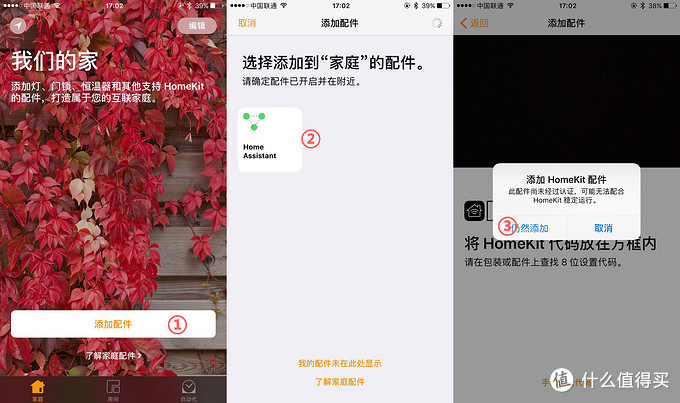 中国联通 17:02 39%
编辑
我们的家
添加灯、门锁、恒温器和其他支持 HomeKit
的配件，打造属于您的互联家庭。
添加配件
①
了解家庭配件
家庭
房间
自动化
中国联通 17:02 39%
取消
添加配件
选择添加到“家庭”的配件。
请确定配件已开启并在附近。
Home
Assistant
②
我的配件未在此处显示
了解家庭配件
中国联通 17:02 38%
返回
添加配件
添加 HomeKit 配件
此配件尚未经过认证，可能无法配合
HomeKit 稳定运行。
③
仍然添加
取消
将 HomeKit 代码放在方框内
请在包装或配件上查找 8 位设置代码。
值 什么值得买